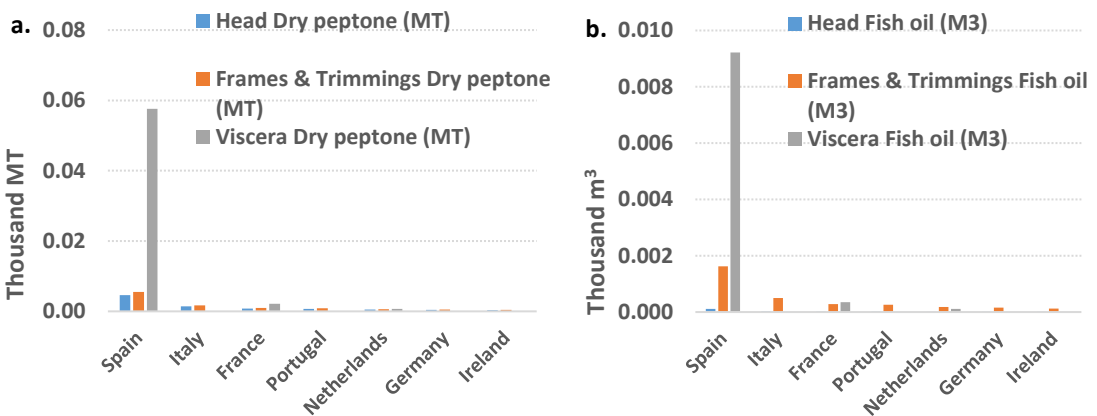 a.
Thousand MT
0.08
0.06
0.04
0.02
0.00
Head Dry peptone (MT)
Frames & Trimmings Dry peptone
(MT)
Viscera Dry peptone (MT)
Spain
Italy
France
Portugal
Netherlands
Germany
Ireland
b.
Thousand m³
0.010
0.008
0.006
0.004
0.002
0.000
Head Fish oil (M3)
Frames & Trimmings Fish oil
(M3)
Viscera Fish oil (M3)
Spain
Italy
France
Portugal
Netherlands
Germany
Ireland